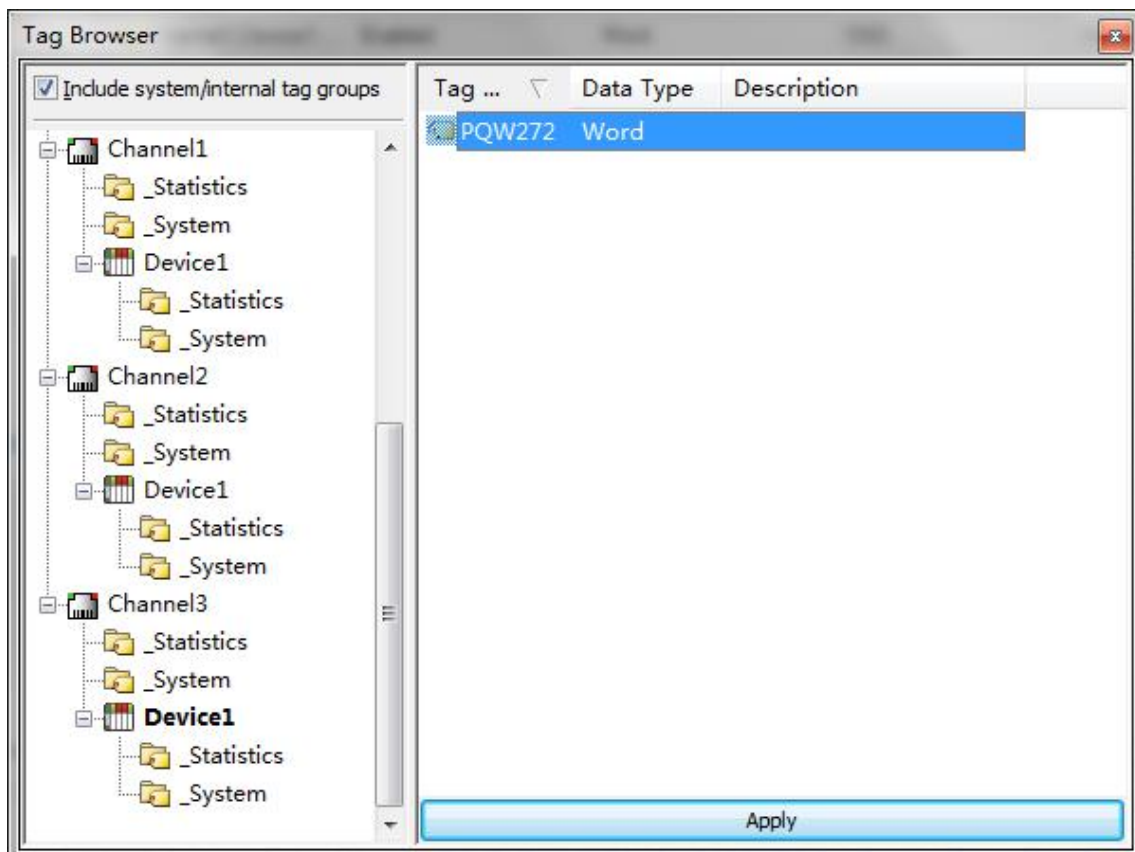 Tag Browser
Include system/internal tag groups
Channel1
_Statistics
_System
Device1
_Statistics
_System
Channel2
_Statistics
_System
Device1
_Statistics
_System
Channel3
_Statistics
_System
Device1
_Statistics
_System
Tag ... Data Type Description
PQW272 Word
Apply